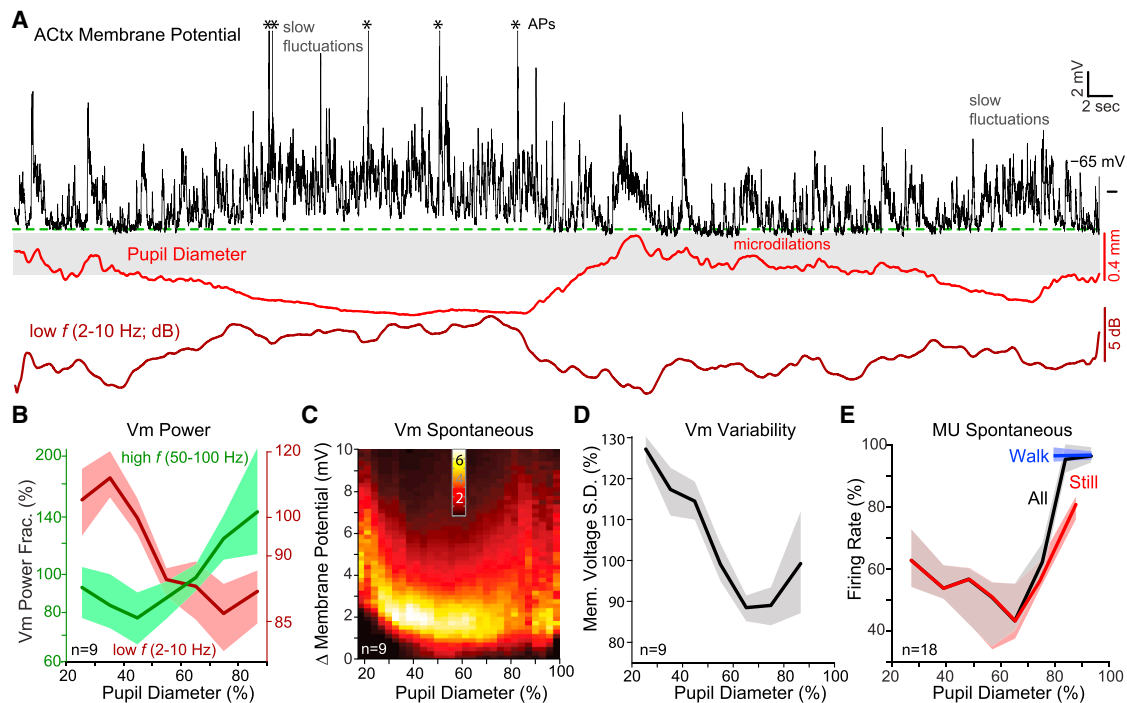 A
ACtx Membrane Potential
** slow
fluctuations
*
*
* APs
2 mV
2 sec
slow
fluctuations
−65 mV
Pupil Diameter
microdilations
0.4 mm
low f (2-10 Hz; dB)
5 dB
B
Vm Power
high f (50-100 Hz)
200
140
100
80
60
Vm Power Frac. (%)
120
100
90
85
n=9
low f (2-10 Hz)
20 40 60 80
Pupil Diameter (%)
C
Vm Spontaneous
10
8
6
4
2
0
Δ Membrane Potential (mV)
6
4
2
n=9
20 40 60 80 100
Pupil Diameter (%)
D
Vm Variability
130
120
110
100
90
80
Mem. Voltage S.D. (%)
n=9
20 40 60 80 100
Pupil Diameter (%)
E
MU Spontaneous
100
80
60
40
Firing Rate (%)
Walk
All
Still
n=18
20 40 60 80 100
Pupil Diameter (%)